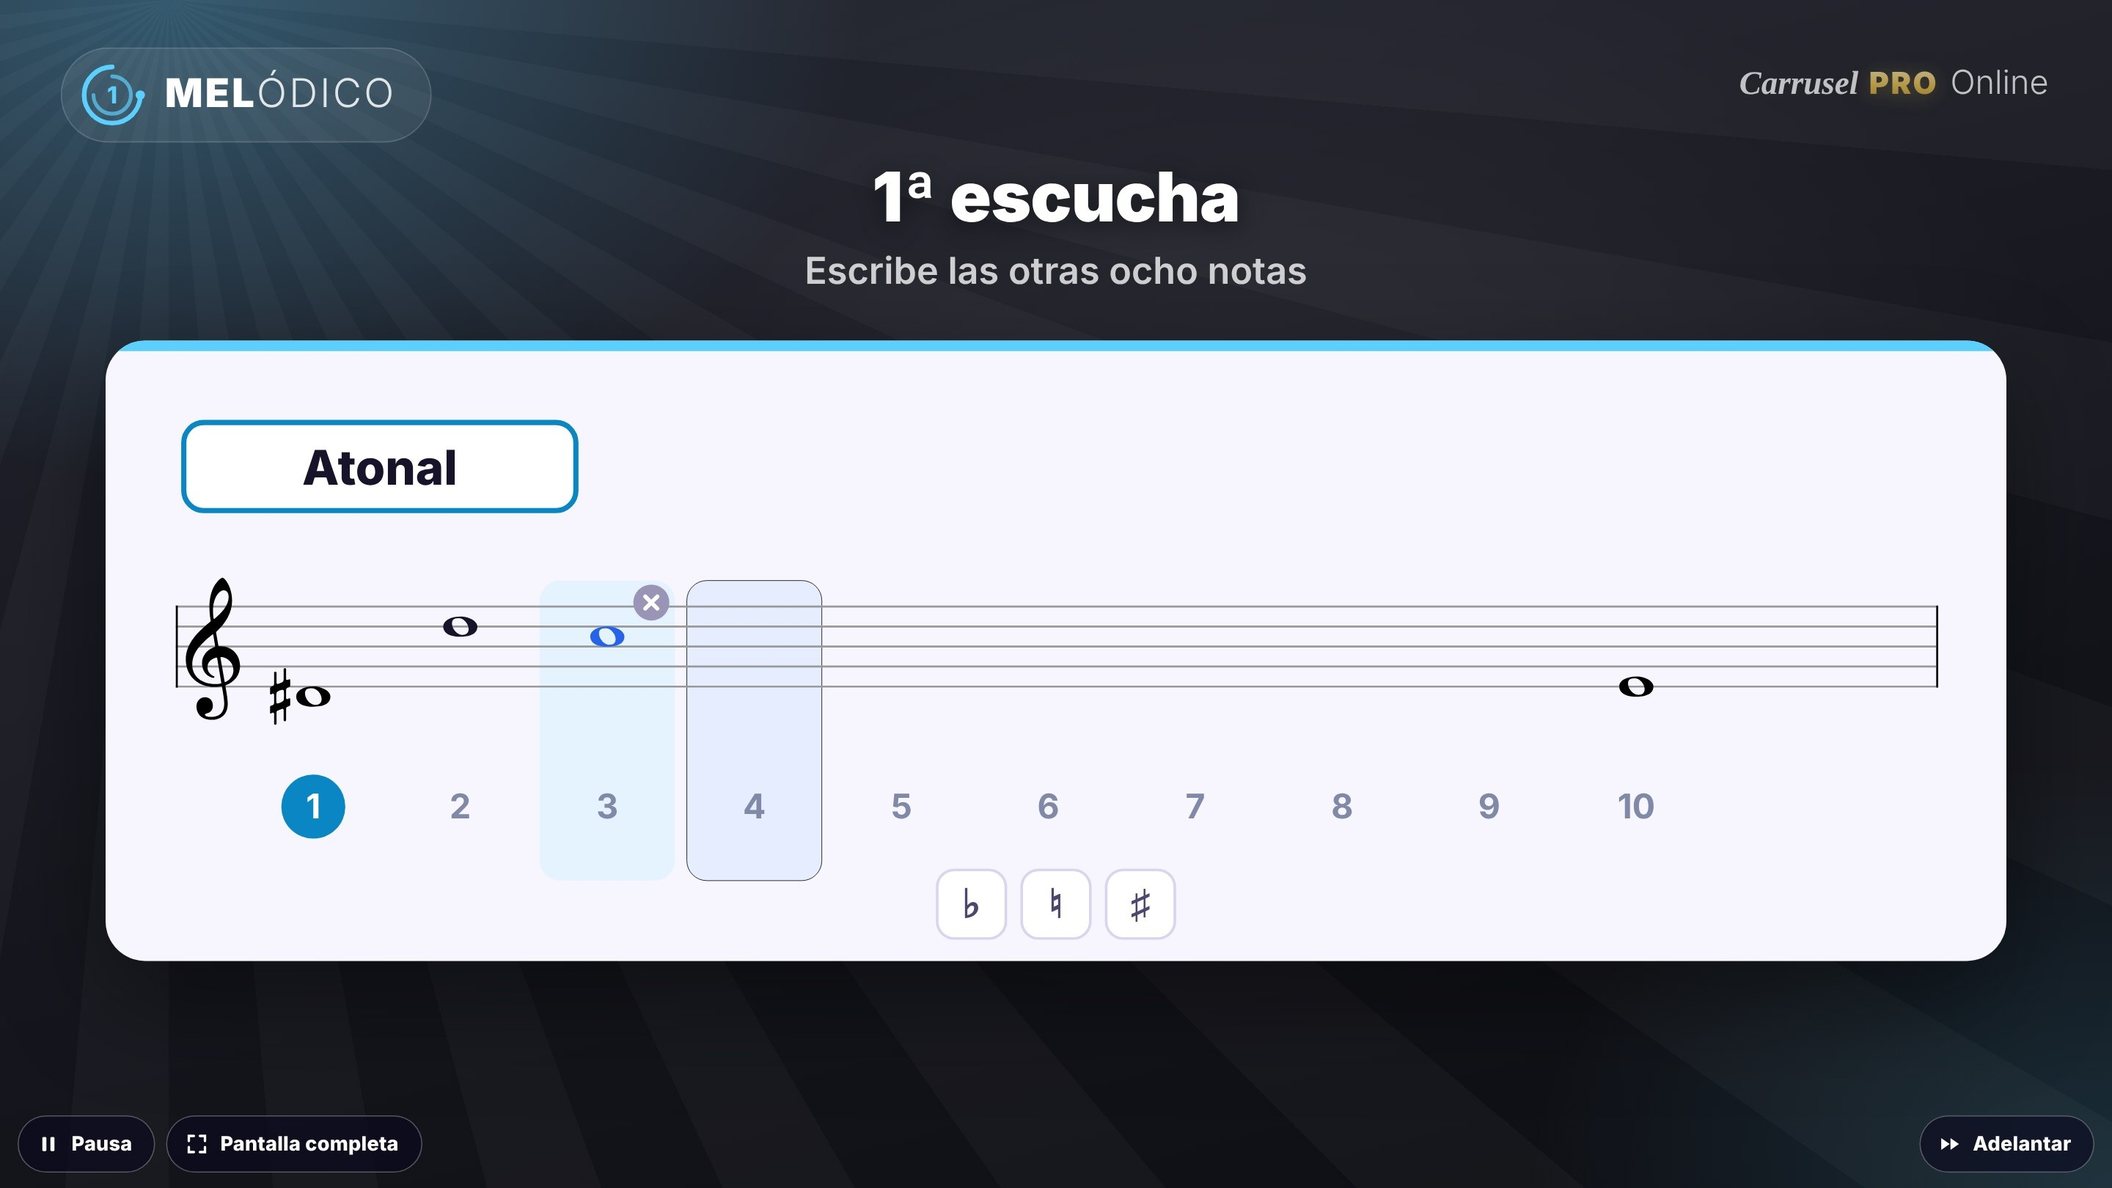 1 MELÓDICO
Carrusel PRO Online
1ª escucha
Escribe las otras ocho notas
Atonal
1 2 3 4 5 6 7 8 9 10
♭ ♮ ♯
Pausa
Pantalla completa
Adelantar